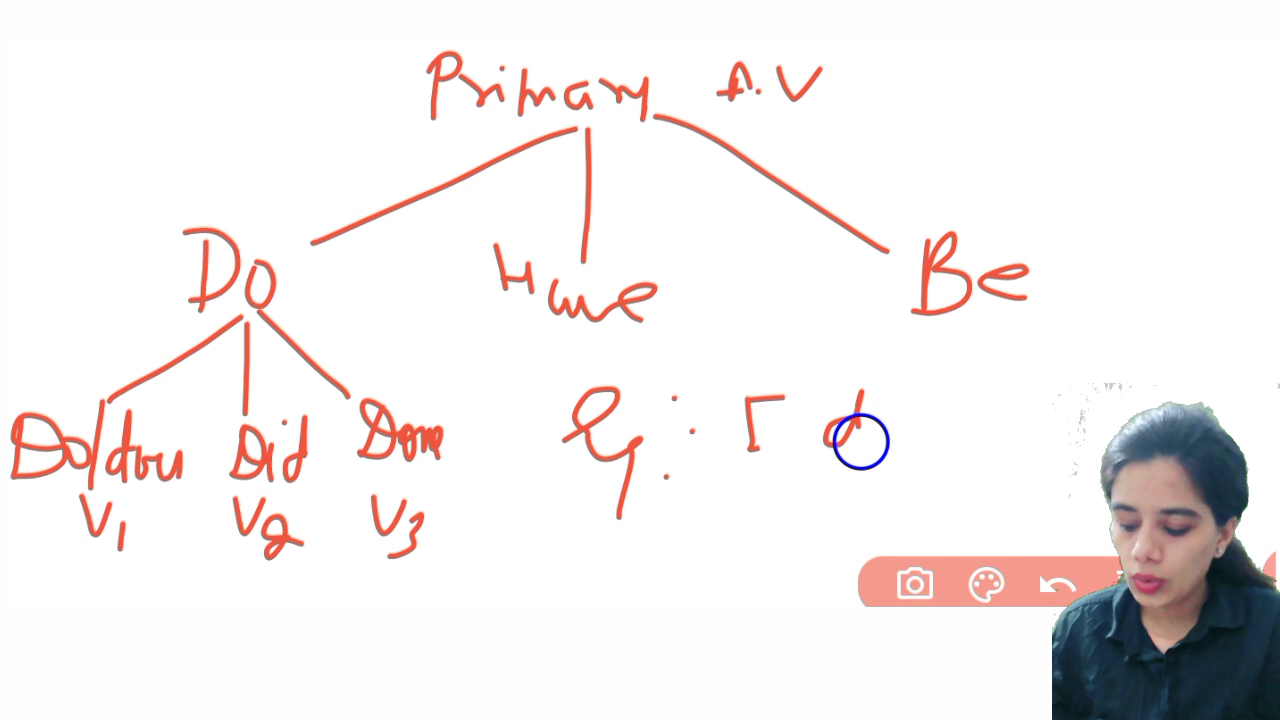 Primary A.V
Do Have Be
Do/does Did Done
V1 V2 V3
Eg: I d